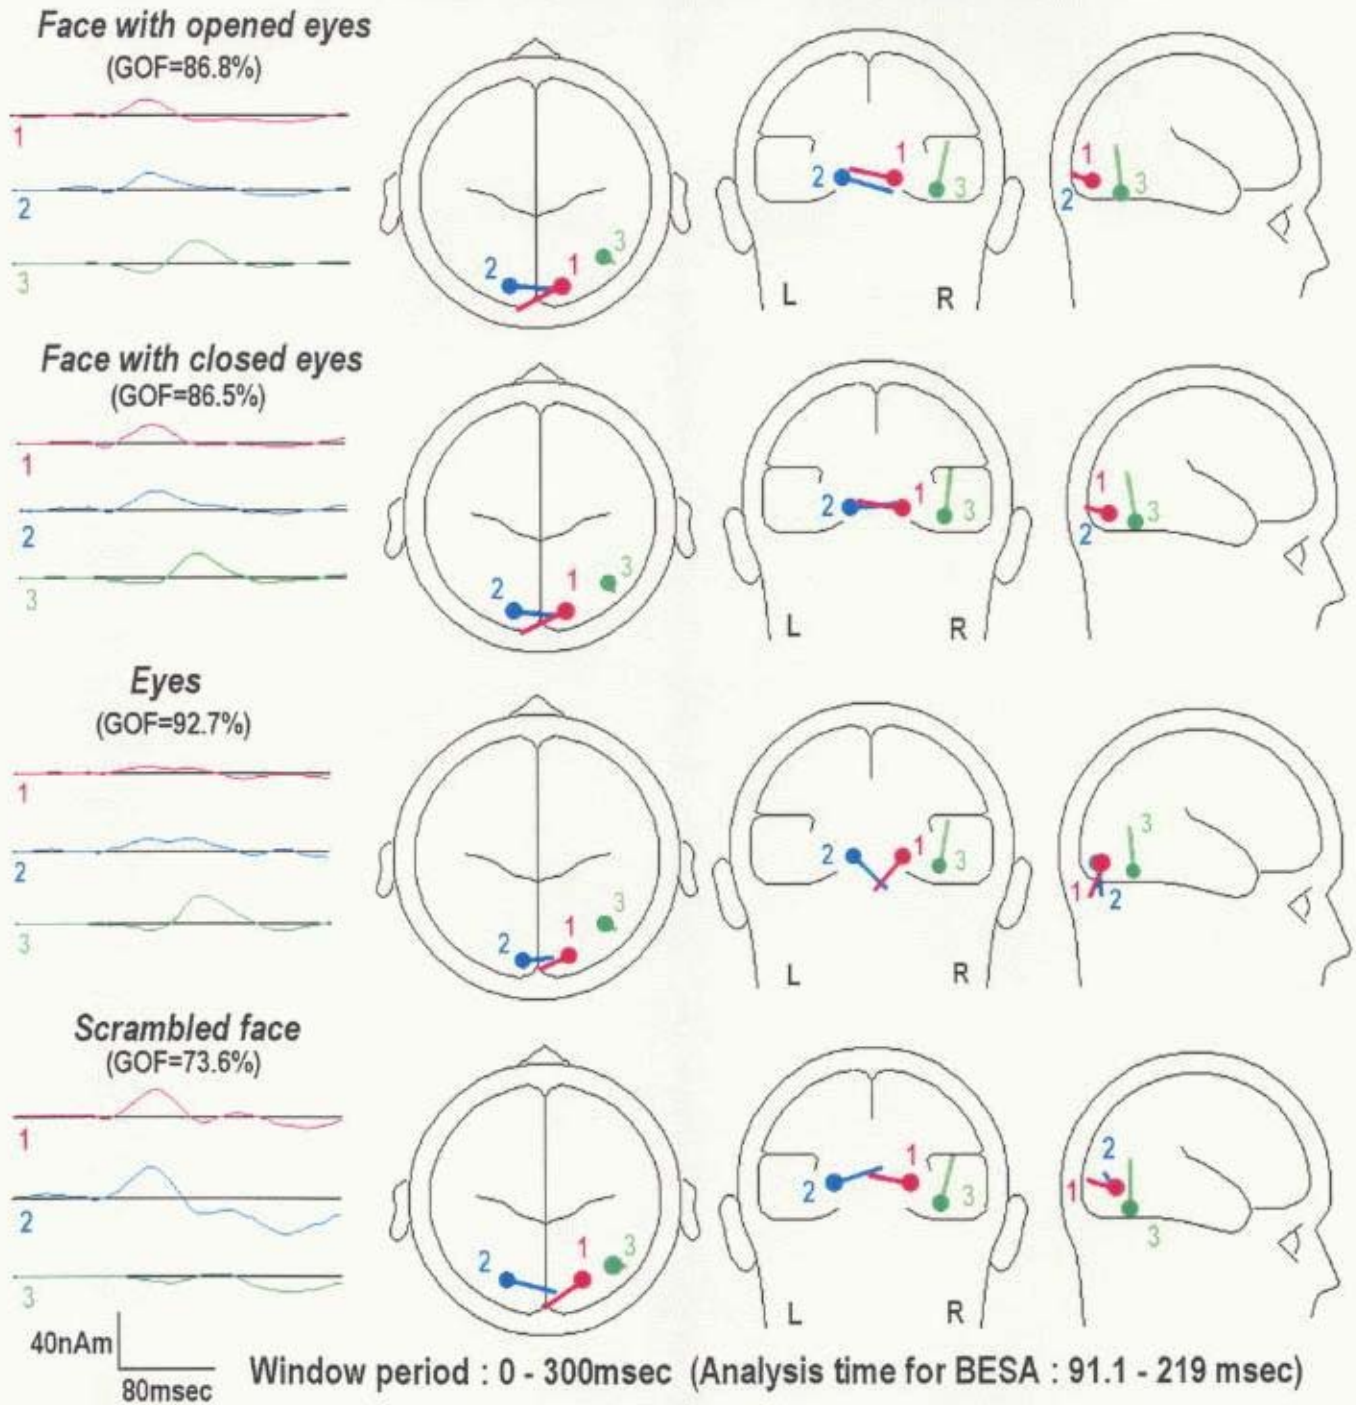 Face with opened eyes
(GOF=86.8%)
1
2
3
2
1
3
2
1
3
L
R
1
2
3
Face with closed eyes
(GOF=86.5%)
1
2
3
2
1
3
2
1
3
L
R
1
2
3
Eyes
(GOF=92.7%)
1
2
3
2
1
3
2
1
3
L
R
3
1
2
Scrambled face
(GOF=73.6%)
1
2
3
2
1
3
2
1
3
L
R
2
1
3
40nAm
80msec
Window period : 0 - 300msec (Analysis time for BESA : 91.1 - 219 msec)